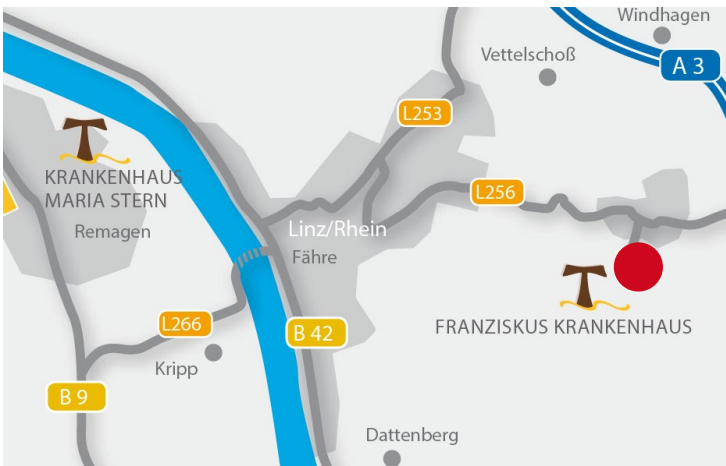 Windhagen
Vettelschoß
A 3
L253
KRANKENHAUS
MARIA STERN
Remagen
L256
Linz/Rhein
Fähre
FRANZISKUS KRANKENHAUS
L266
B 42
Kripp
B 9
Dattenberg